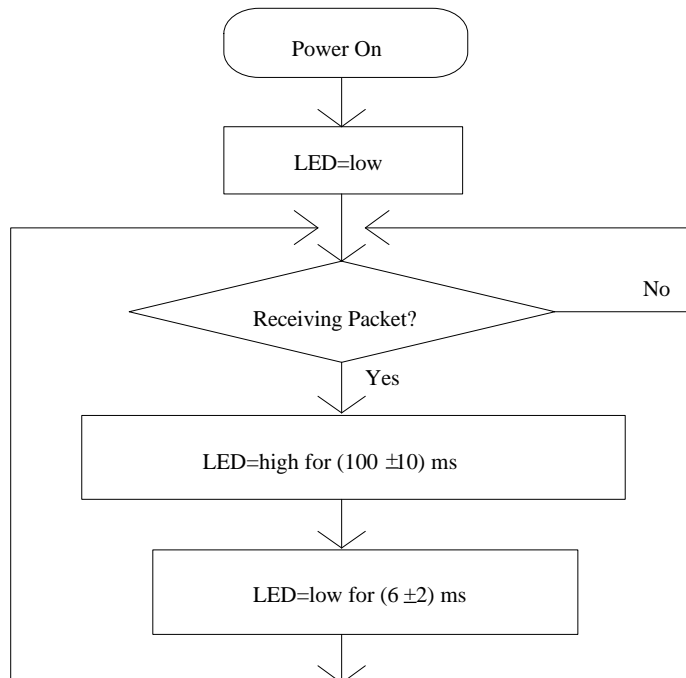 Power On
LED=low
Receiving Packet?
No
Yes
LED=high for (100 ±10) ms
LED=low for (6 ±2) ms